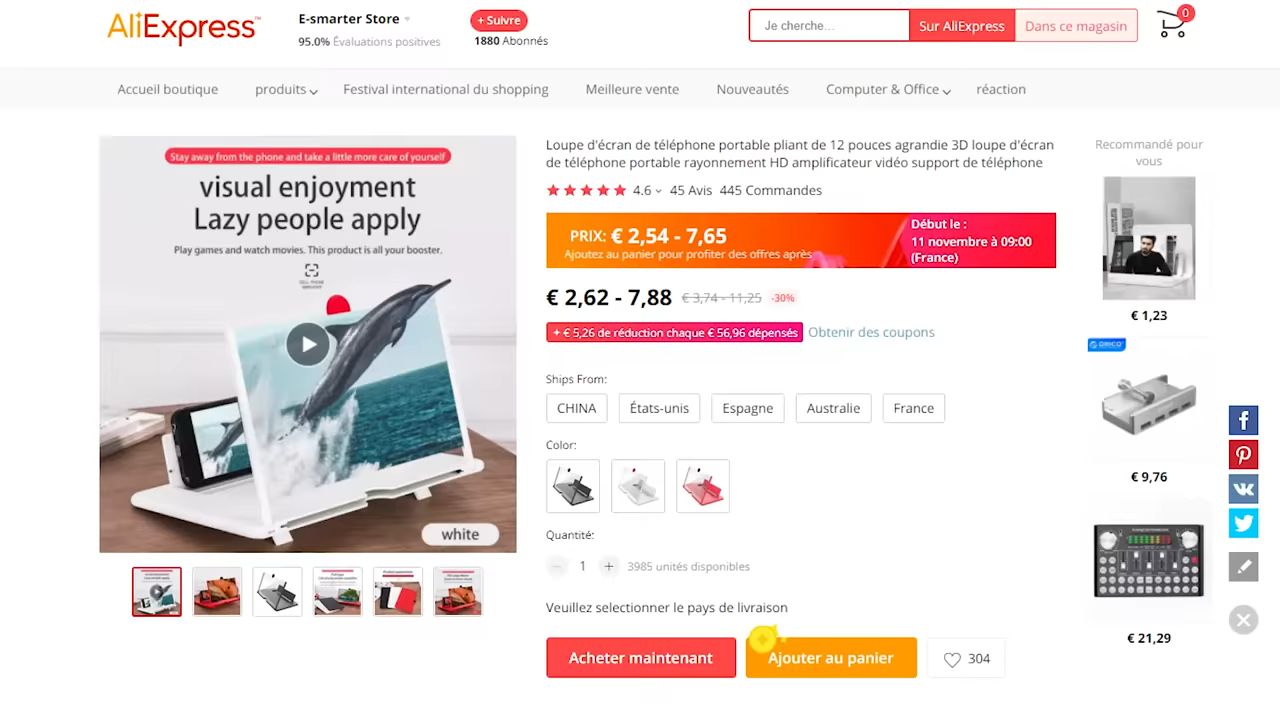 AliExpress™
E-smarter Store
95.0% Évaluations positives
+ Suivre
1880 Abonnés
Je cherche...
Sur AliExpress
Dans ce magasin
0
Accueil boutique
produits
Festival international du shopping
Meilleure vente
Nouveautés
Computer & Office
réaction
Stay away from the phone and take a little more care of yourself
visual enjoyment
Lazy people apply
Play games and watch movies. This product is all your booster.
white
Loupe d'écran de téléphone portable pliant de 12 pouces agrandie 3D loupe d'écran
de téléphone portable rayonnement HD amplificateur vidéo support de téléphone
4.6 45 Avis 445 Commandes
PRIX: € 2,54 - 7,65
Ajoutez au panier pour profiter des offres après
Début le :
11 novembre à 09:00
(France)
€ 2,62 - 7,88 € 3,74 - 11,25 -30%
€ 5,26 de réduction chaque € 56,96 dépensés Obtenir des coupons
Ships From:
CHINA
États-unis
Espagne
Australie
France
Color:
Quantité:
1
3985 unités disponibles
Veuillez selectionner le pays de livraison
Acheter maintenant
Ajouter au panier
304
Recommandé pour
vous
€ 1,23
ORICO
€ 9,76
€ 21,29